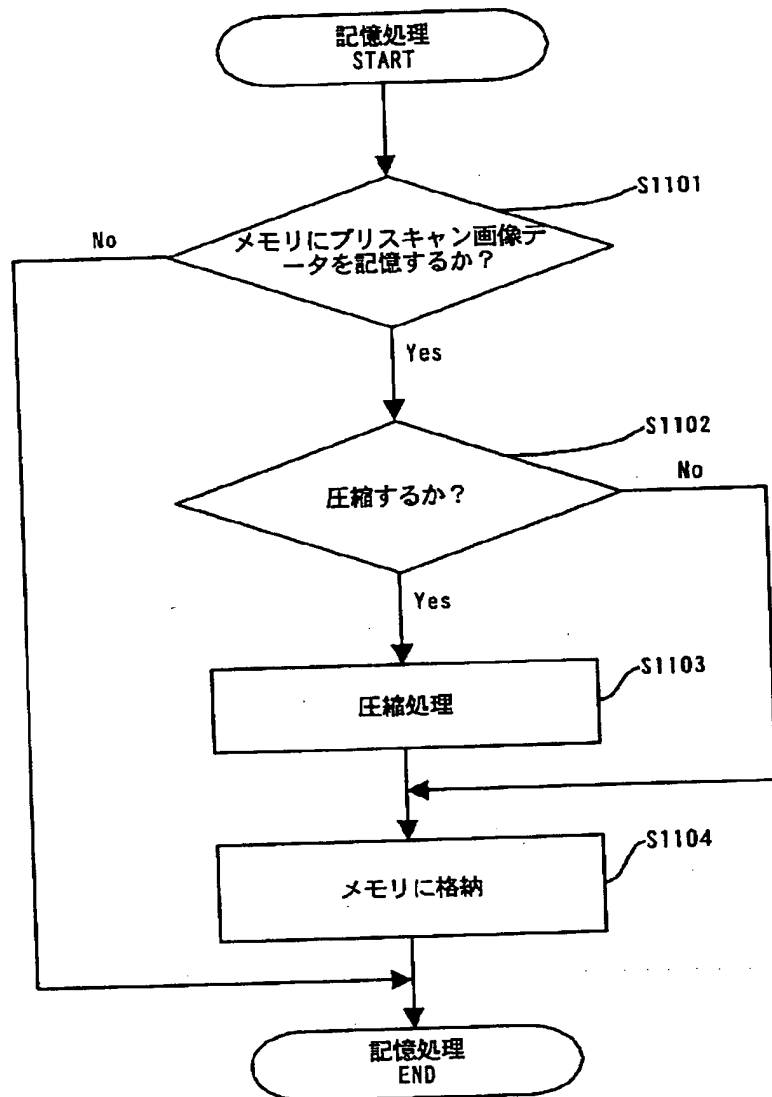 記憶処理
START
S1101
No
メモリにプリスキャン画像デ
ータを記憶するか？
Yes
S1102
No
圧縮するか？
Yes
S1103
圧縮処理
S1104
メモリに格納
記憶処理
END